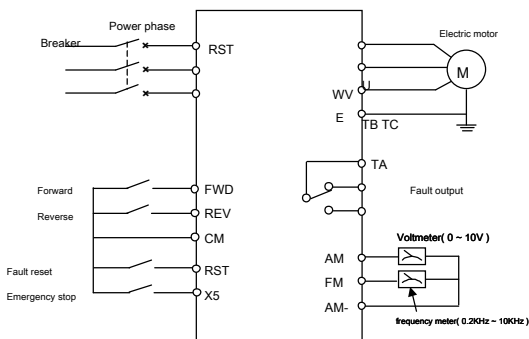 Power phase
Breaker
RST
Electric motor
M
U
WV
E
TB TC
TA
Fault output
Forward
FWD
Reverse
REV
CM
Fault reset
RST
Emergency stop
X5
Voltmeter( 0 ~ 10V )
AM
FM
AM-
frequency meter( 0.2KHz ~ 10KHz )